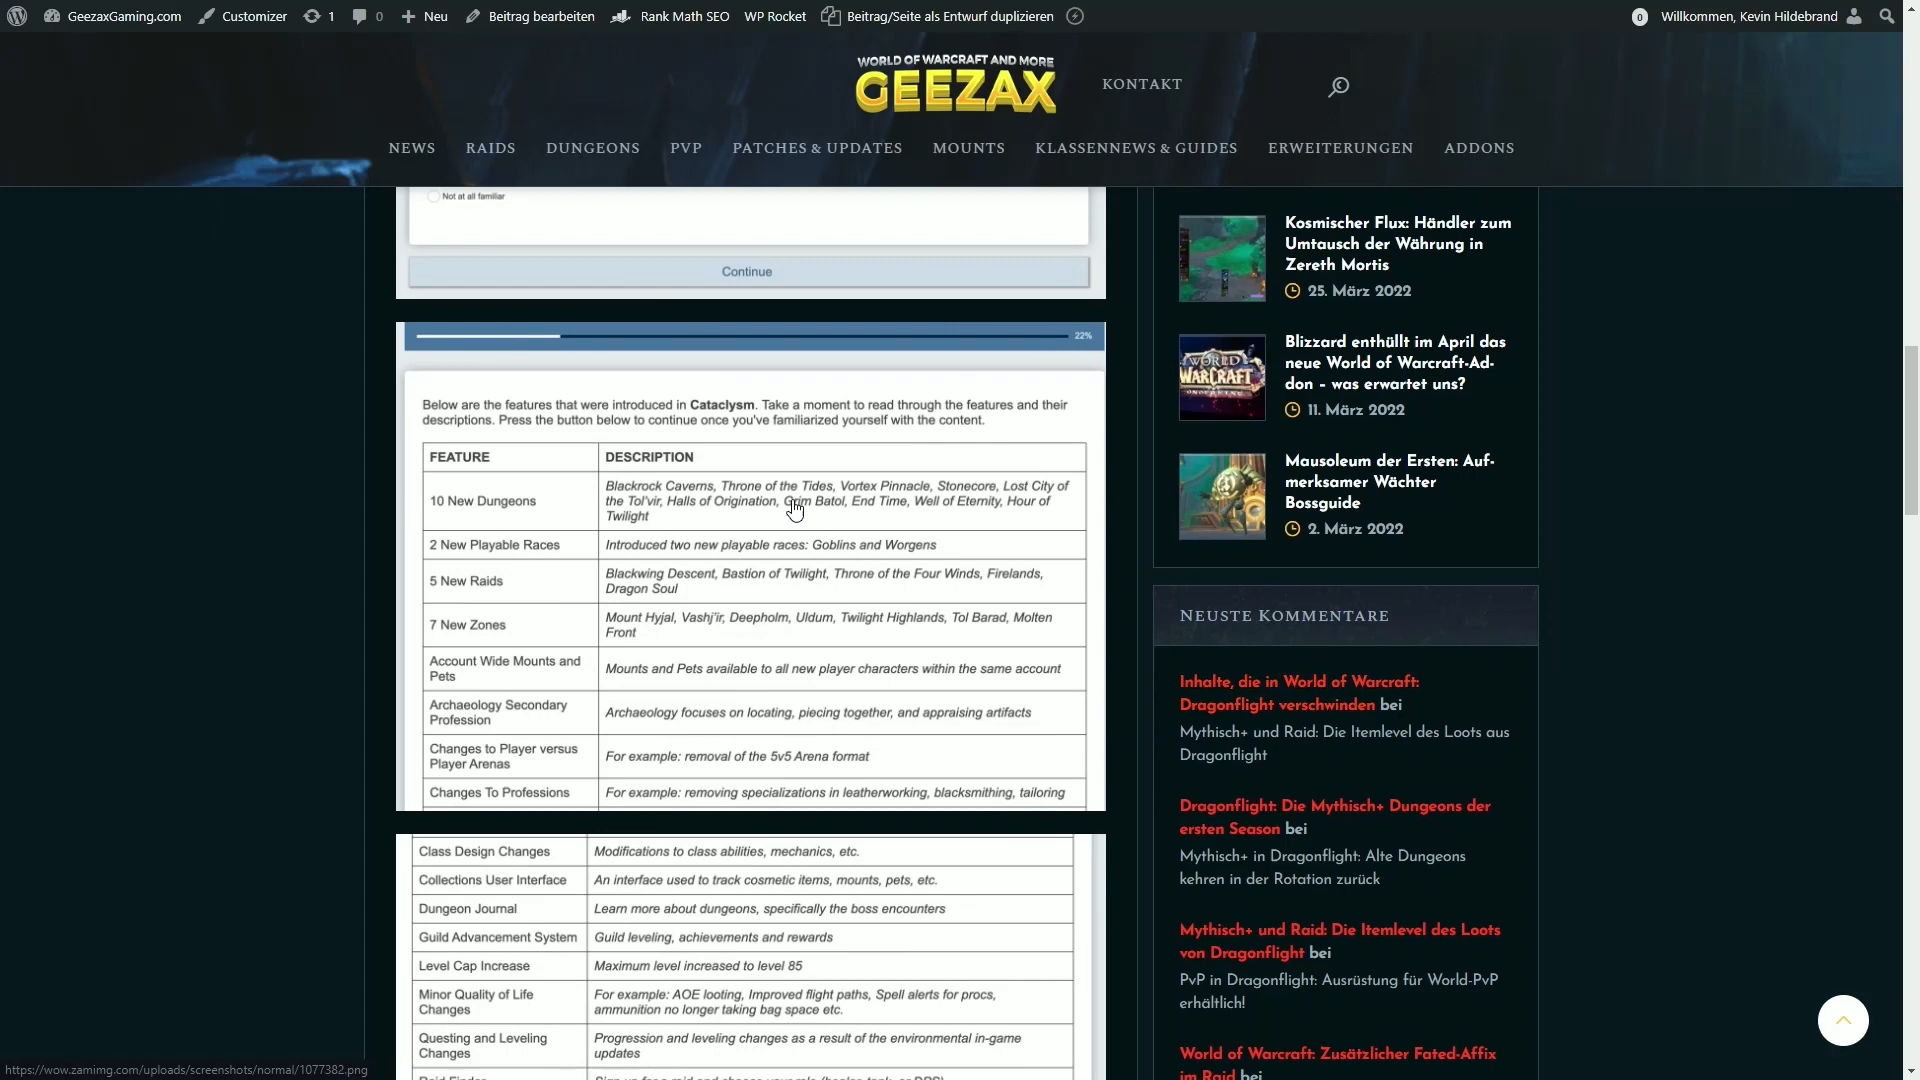 GeezaxGaming.com
Customizer
1
0
Neu
Beitrag bearbeiten
Rank Math SEO
WP Rocket
Beitrag/Seite als Entwurf duplizieren
0
Willkommen, Kevin Hildebrand
WORLD OF WARCRAFT AND MORE
GEEZAX
KONTAKT
NEWS
RAIDS
DUNGEONS
PVP
PATCHES & UPDATES
MOUNTS
KLASSENNEWS & GUIDES
ERWEITERUNGEN
ADDONS
Not at all familiar
Continue
22%
Below are the features that were introduced in Cataclysm. Take a moment to read through the features and their
descriptions. Press the button below to continue once you've familiarized yourself with the content.
FEATURE
DESCRIPTION
10 New Dungeons
Blackrock Caverns, Throne of the Tides, Vortex Pinnacle, Stonecore, Lost City of
the Tol'vir, Halls of Origination, Grim Batol, End Time, Well of Eternity, Hour of
Twilight
2 New Playable Races
Introduced two new playable races: Goblins and Worgens
5 New Raids
Blackwing Descent, Bastion of Twilight, Throne of the Four Winds, Firelands,
Dragon Soul
7 New Zones
Mount Hyjal, Vashj'ir, Deepholm, Uldum, Twilight Highlands, Tol Barad, Molten
Front
Account Wide Mounts and
Pets
Mounts and Pets available to all new player characters within the same account
Archaeology Secondary
Profession
Archaeology focuses on locating, piecing together, and appraising artifacts
Changes to Player versus
Player Arenas
For example: removal of the 5v5 Arena format
Changes To Professions
For example: removing specializations in leatherworking, blacksmithing, tailoring
Class Design Changes
Modifications to class abilities, mechanics, etc.
Collections User Interface
An interface used to track cosmetic items, mounts, pets, etc.
Dungeon Journal
Learn more about dungeons, specifically the boss encounters
Guild Advancement System
Guild leveling, achievements and rewards
Level Cap Increase
Maximum level increased to level 85
Minor Quality of Life
Changes
For example: AOE looting, Improved flight paths, Spell alerts for procs,
ammunition no longer taking bag space etc.
Questing and Leveling
Changes
Progression and leveling changes as a result of the environmental in-game
updates
Raid Finder
Sign up for a raid and choose your role (healer, tank, or DPS)
Kosmischer Flux: Händler zum
Umtausch der Währung in
Zereth Mortis
25. März 2022
WORLD
WARCRAFT
Blizzard enthüllt im April das
neue World of Warcraft-Ad-
don – was erwartet uns?
11. März 2022
Mausoleum der Ersten: Auf-
merksamer Wächter
Bossguide
2. März 2022
NEUSTE KOMMENTARE
Inhalte, die in World of Warcraft:
Dragonflight verschwinden bei
Mythisch+ und Raid: Die Itemlevel des Loots aus
Dragonflight
Dragonflight: Die Mythisch+ Dungeons der
ersten Season bei
Mythisch+ in Dragonflight: Alte Dungeons
kehren in der Rotation zurück
Mythisch+ und Raid: Die Itemlevel des Loots
von Dragonflight bei
PvP in Dragonflight: Ausrüstung für World-PvP
erhältlich!
World of Warcraft: Zusätzlicher Fated-Affix
im Raid bei
https://wow.zamimg.com/uploads/screenshots/normal/1077382.png